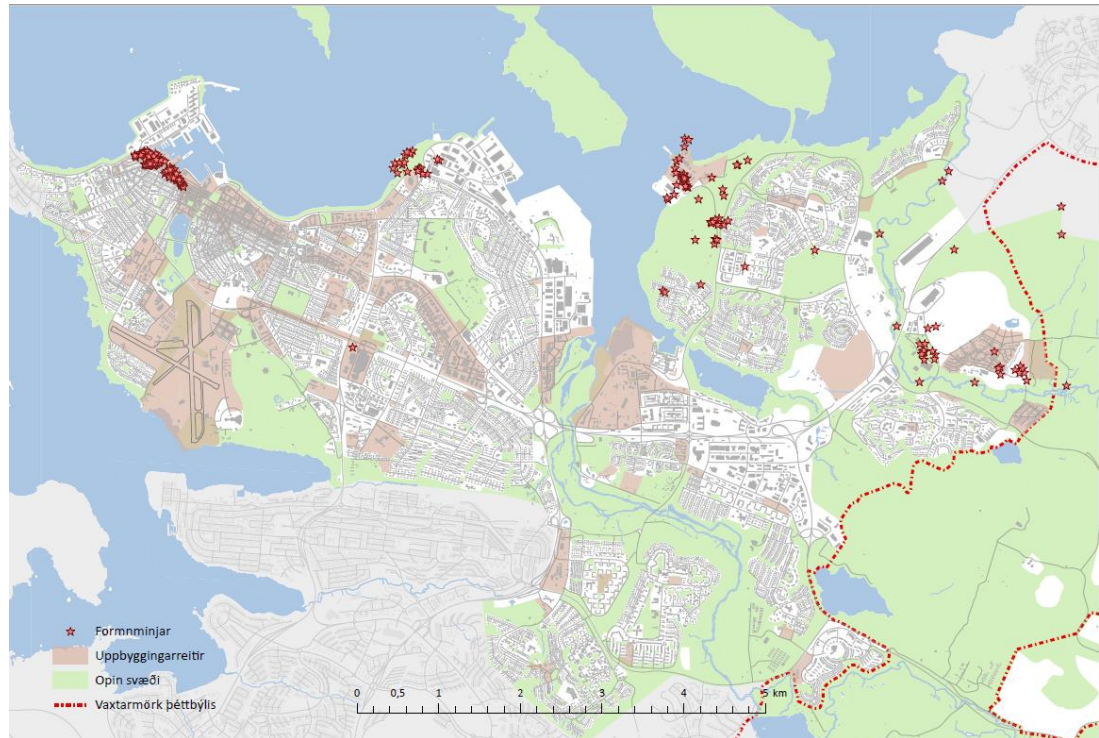 Formnminjar
Uppbyggingarreitir
Opin svæði
Vaxtarmörk þéttbýlis
0 0,5 1 2 3 4 5 km